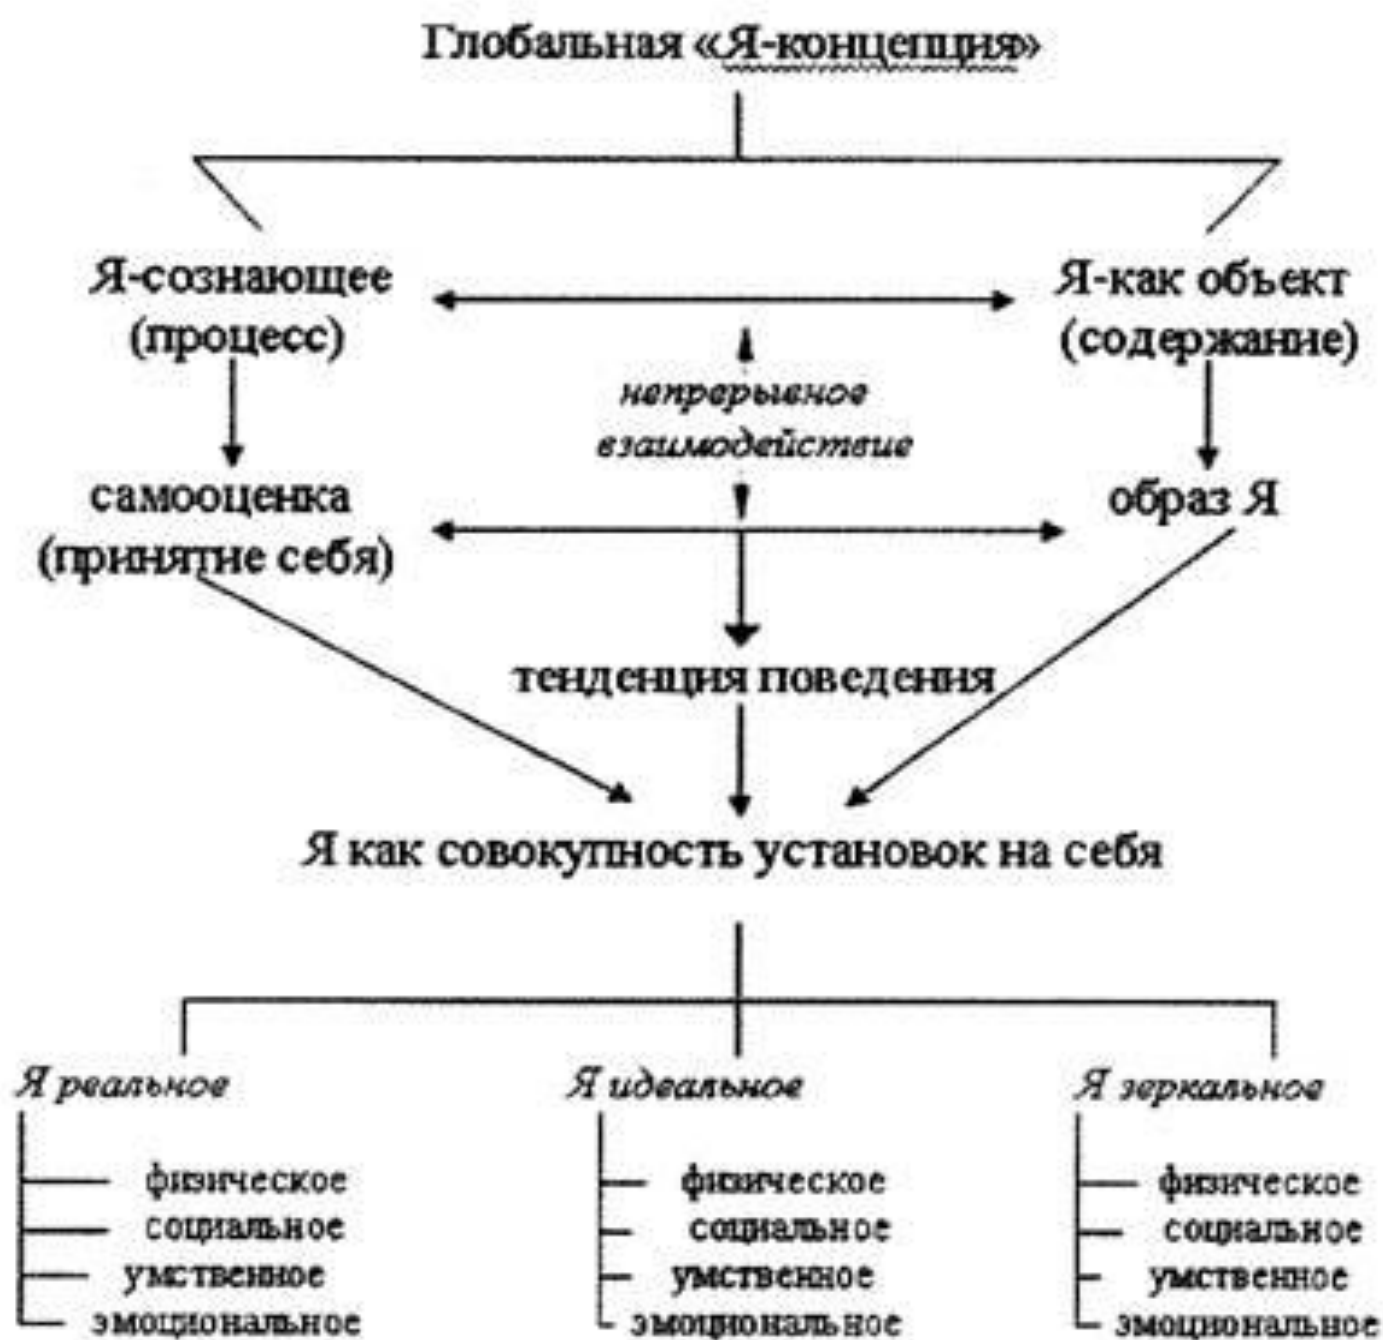 Глобальная «Я-концепция»
Я-сознающее
(процесс)
Я-как объект
(содержание)
непрерывное
взаимодействие
самооценка
(принятие себя)
образ Я
тенденция поведения
Я как совокупность установок на себя
Я реальное
физическое
социальное
умственное
эмоциональное
Я идеальное
физическое
социальное
умственное
эмоциональное
Я зеркальное
физическое
социальное
умственное
эмоциональное